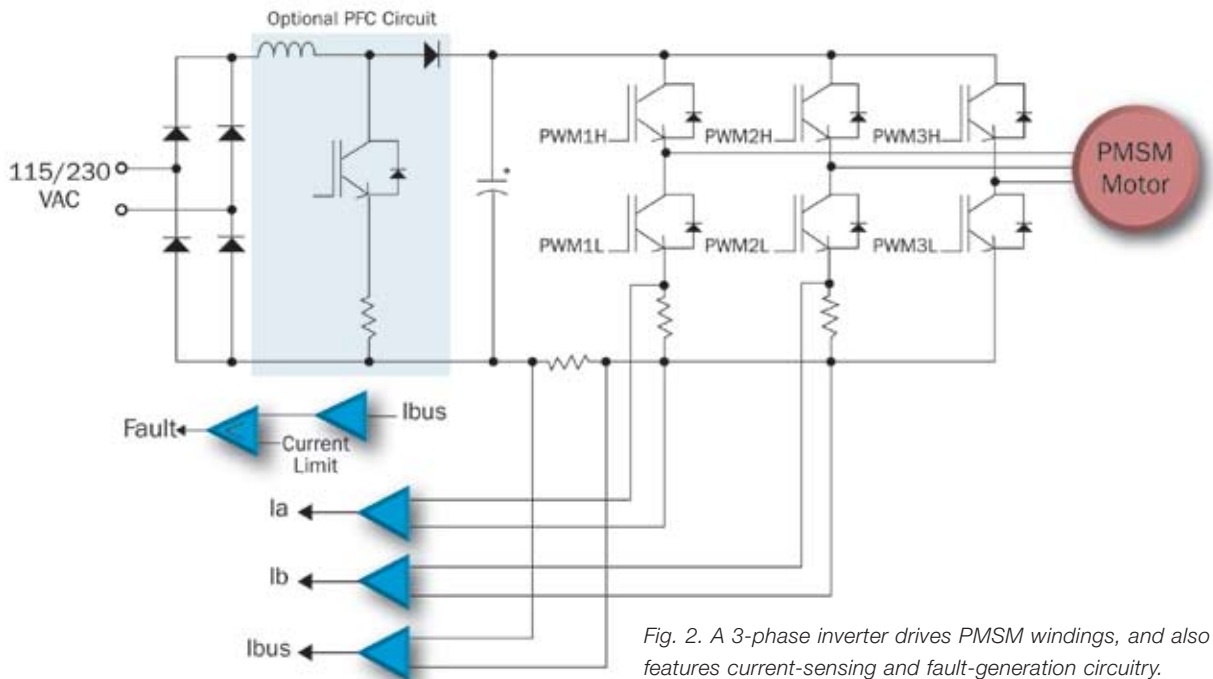 Optional PFC Circuit
115/230
VAC
PWM1H
PWM2H
PWM3H
PMSM
Motor
PWM1L
PWM2L
PWM3L
Fault
Ibus
Current
Limit
Ia
Ib
Ibus
Fig. 2. A 3-phase inverter drives PMSM windings, and also
features current-sensing and fault-generation circuitry.